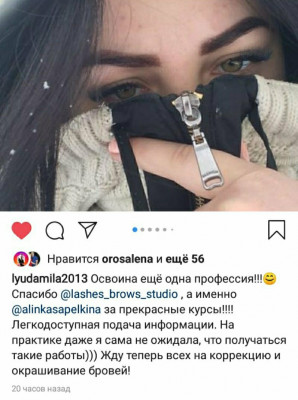 Нравится orosalena и ещё 56
lyudamila2013 Освоина ещё одна профессия!!!😊
Спасибо @lashes_brows_studio , а именно
@alinkasapelkina за прекрасные курсы!!!!
Легкодоступная подача информации. На
практике даже я сама не ожидала, что получаться
такие работы))) Жду теперь всех на коррекцию и
окрашивание бровей!
20 часов назад